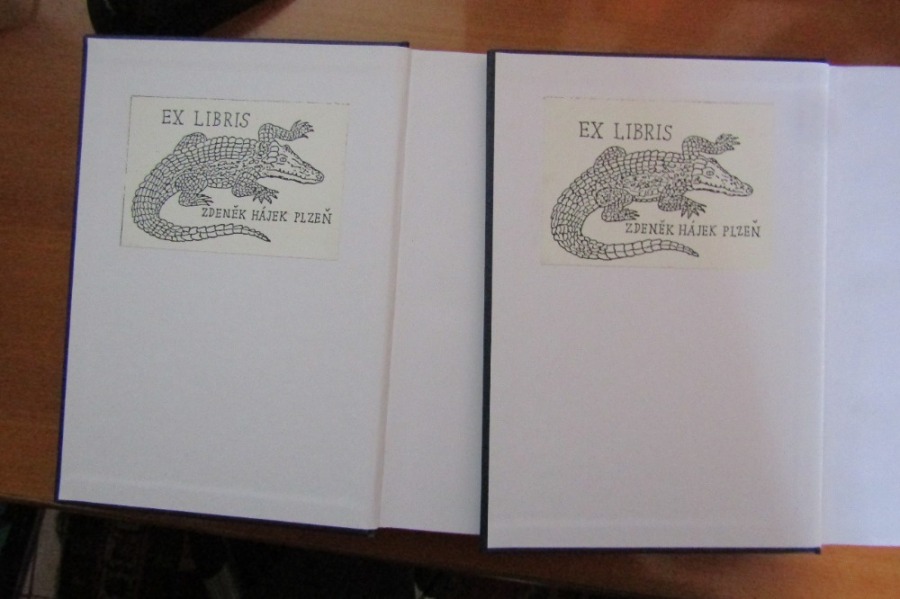 EX LIBRIS
ZDENĚK HÁJEK PLZEŇ
EX LIBRIS
ZDENĚK HÁJEK PLZEŇ